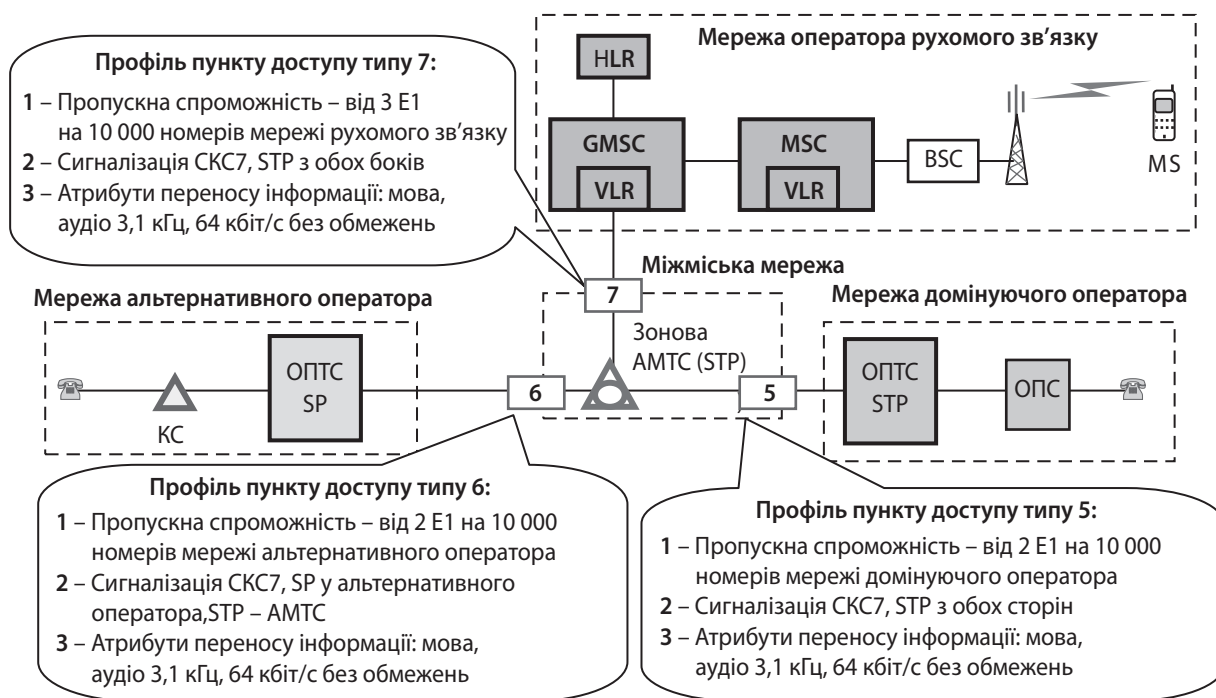 Профіль пункту доступу типу 7:
1 – Пропускна спроможність – від 3 Е1
на 10 000 номерів мережі рухомого зв'язку
2 – Сигналізація СКС7, STP з обох боків
3 – Атрибути переносу інформації: мова,
аудіо 3,1 кГц, 64 кбіт/с без обмежень
Мережа оператора рухомого зв'язку
HLR
GMSC
VLR
MSC
VLR
BSC
MS
Міжміська мережа
7
Зонова
АМТС (STP)
6
5
Мережа альтернативного оператора
КС
ОПТС
SP
Мережа домінуючого оператора
ОПТС
STP
ОПС
Профіль пункту доступу типу 6:
1 – Пропускна спроможність – від 2 Е1 на 10 000
номерів мережі альтернативного оператора
2 – Сигналізація СКС7, SP у альтернативного
оператора,STP – АМТС
3 – Атрибути переносу інформації: мова,
аудіо 3,1 кГц, 64 кбіт/с без обмежень
Профіль пункту доступу типу 5:
1 – Пропускна спроможність – від 2 Е1 на 10 000
номерів мережі домінуючого оператора
2 – Сигналізація СКС7, STP з обох сторін
3 – Атрибути переносу інформації: мова,
аудіо 3,1 кГц, 64 кбіт/с без обмежень